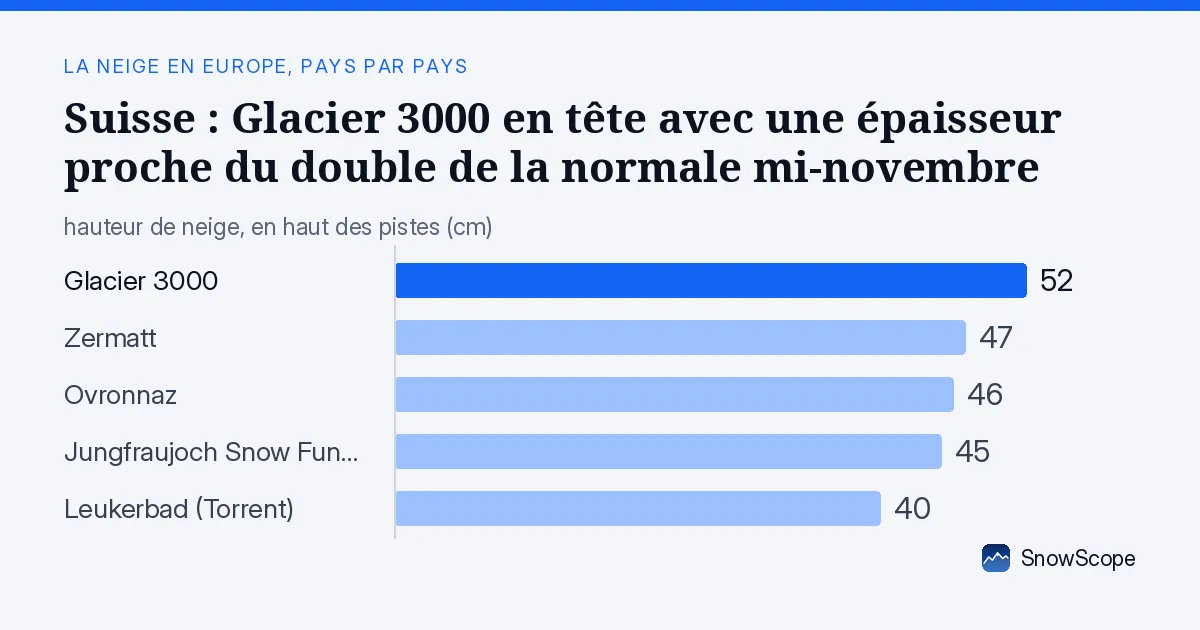 LA NEIGE EN EUROPE, PAYS PAR PAYS
Suisse : Glacier 3000 en tête avec une épaisseur
proche du double de la normale mi-novembre
hauteur de neige, en haut des pistes (cm)
Glacier 3000 52
Zermatt 47
Ovronnaz 46
Jungfraujoch Snow Fun... 45
Leukerbad (Torrent) 40
SnowScope